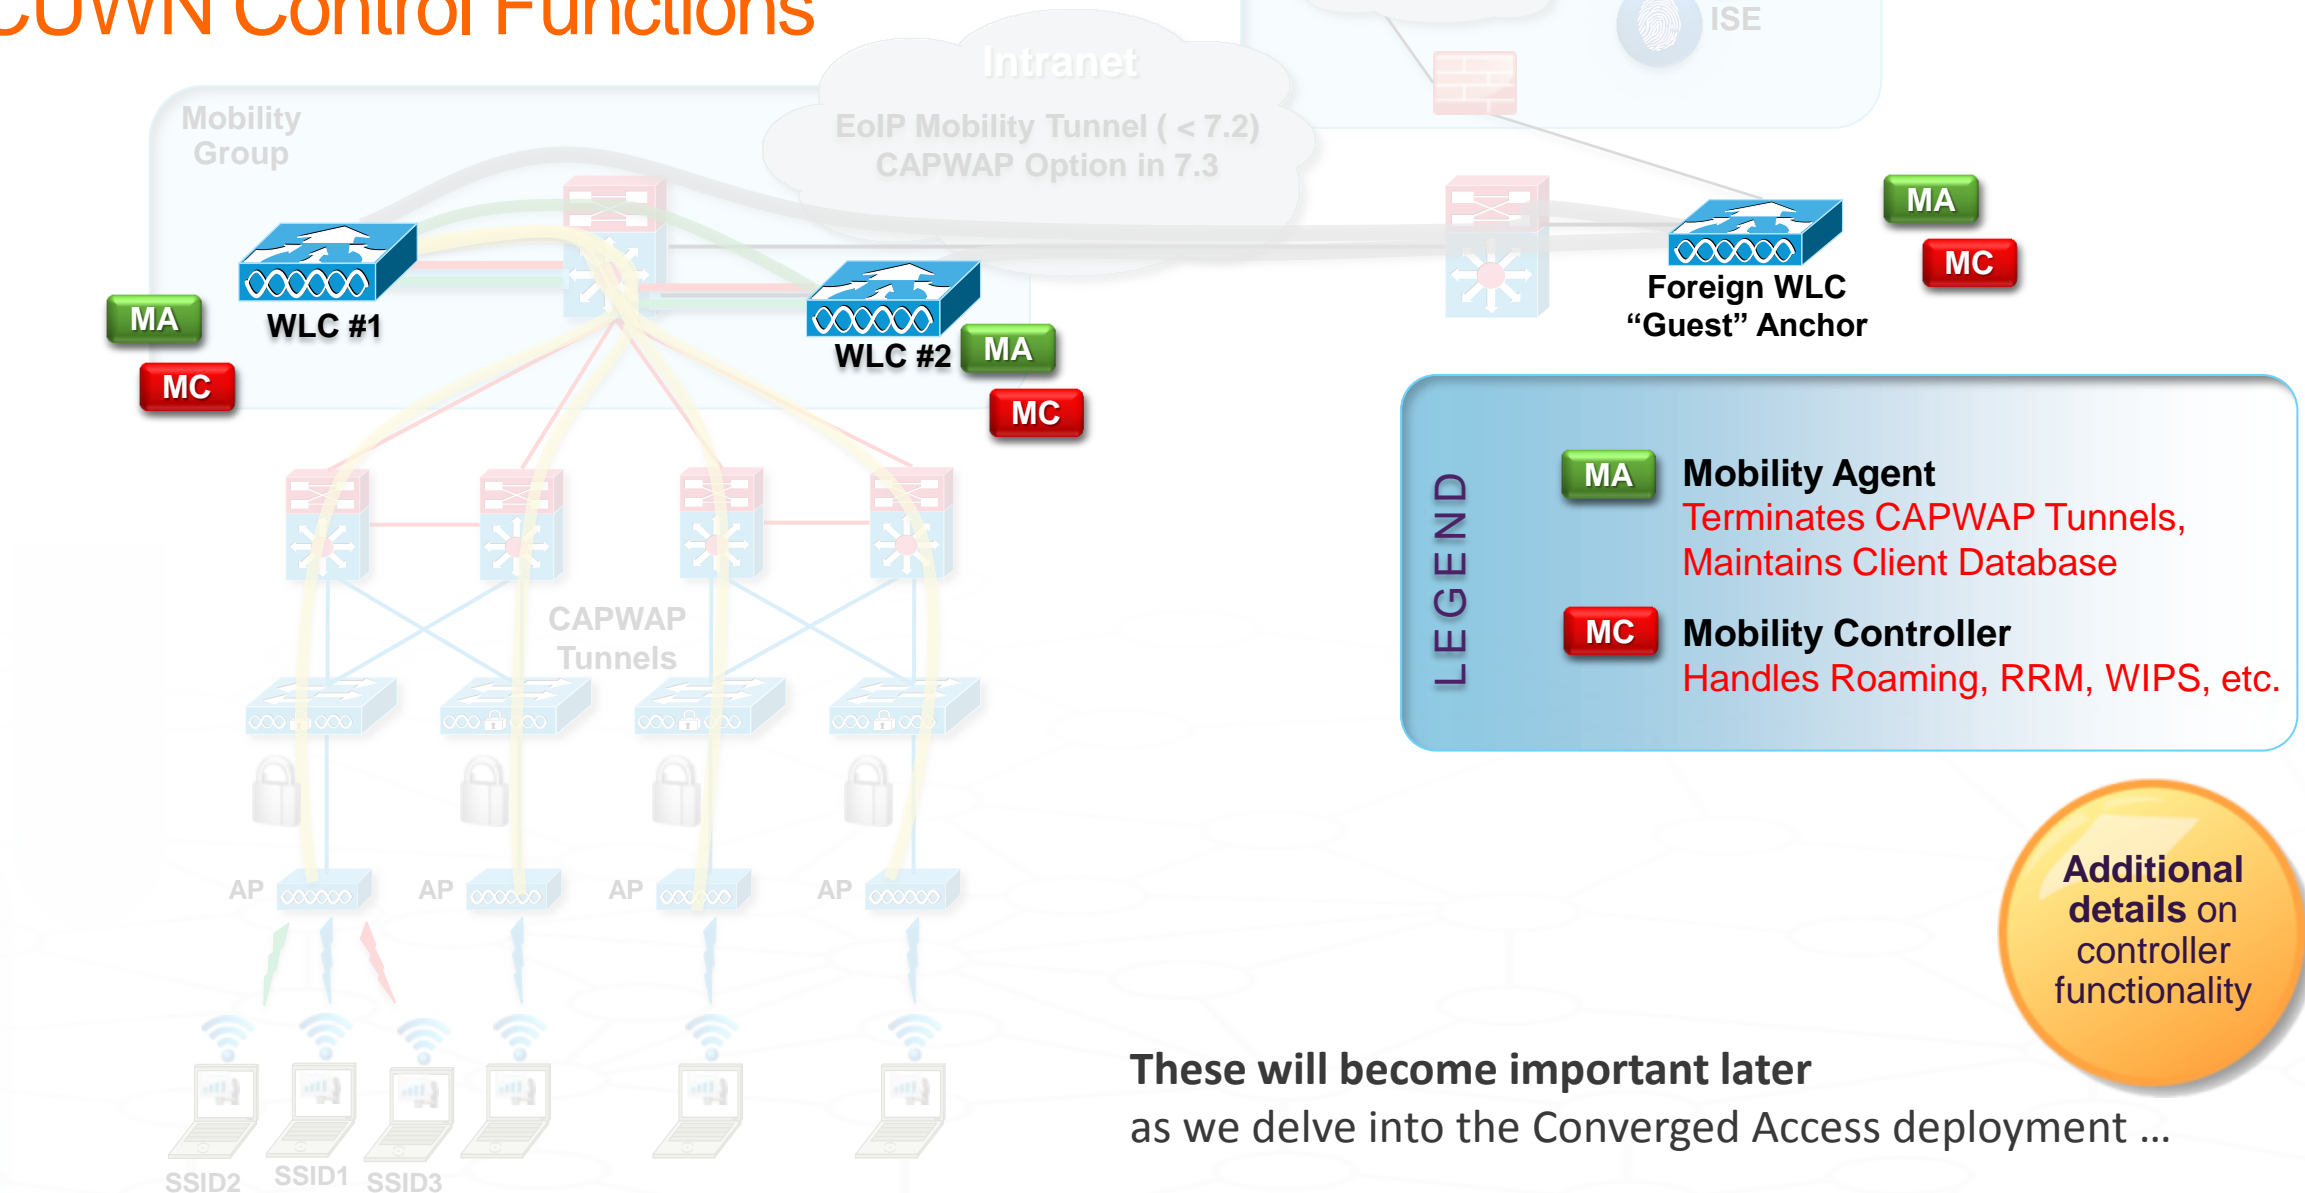 CUWN Control Functions
ISE
Intranet
EoIP Mobility Tunnel ( < 7.2)
CAPWAP Option in 7.3
Mobility
Group
MA
MC
WLC #1
WLC #2
MA
MC
MA
MC
Foreign WLC
“Guest” Anchor
LEGEND
MA
Mobility Agent
Terminates CAPWAP Tunnels,
Maintains Client Database
MC
Mobility Controller
Handles Roaming, RRM, WIPS, etc.
CAPWAP
Tunnels
AP
AP
AP
AP
Additional
details on
controller
functionality
These will become important later
as we delve into the Converged Access deployment ...
SSID2
SSID1
SSID3